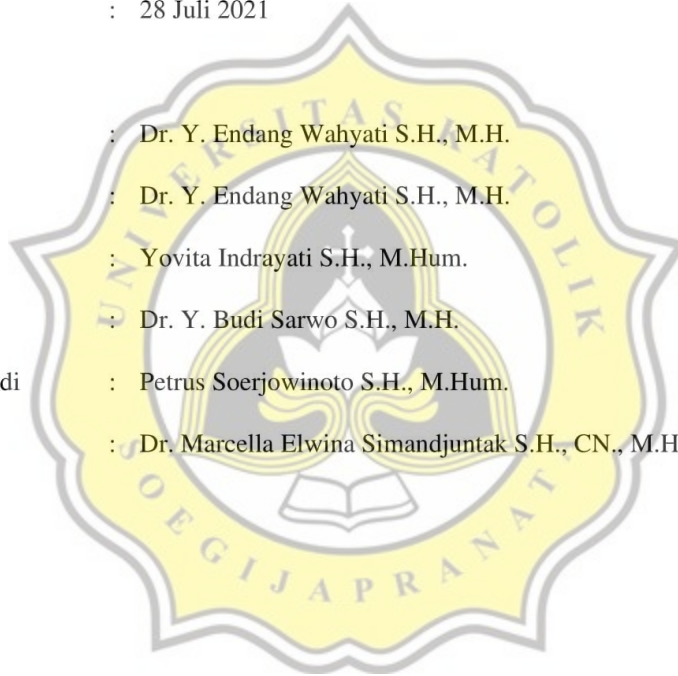 : 28 Juli 2021
: Dr. Y. Endang Wahyati S.H., M.H.
: Dr. Y. Endang Wahyati S.H., M.H.
: Yovita Indrayati S.H., M.Hum.
: Dr. Y. Budi Sarwo S.H., M.H.
di : Petrus Soerjowinoto S.H., M.Hum.
: Dr. Marcella Elwina Simandjuntak S.H., CN., M.H
UNIVERSITAS KATOLIK
SOEGIJAPRANATA